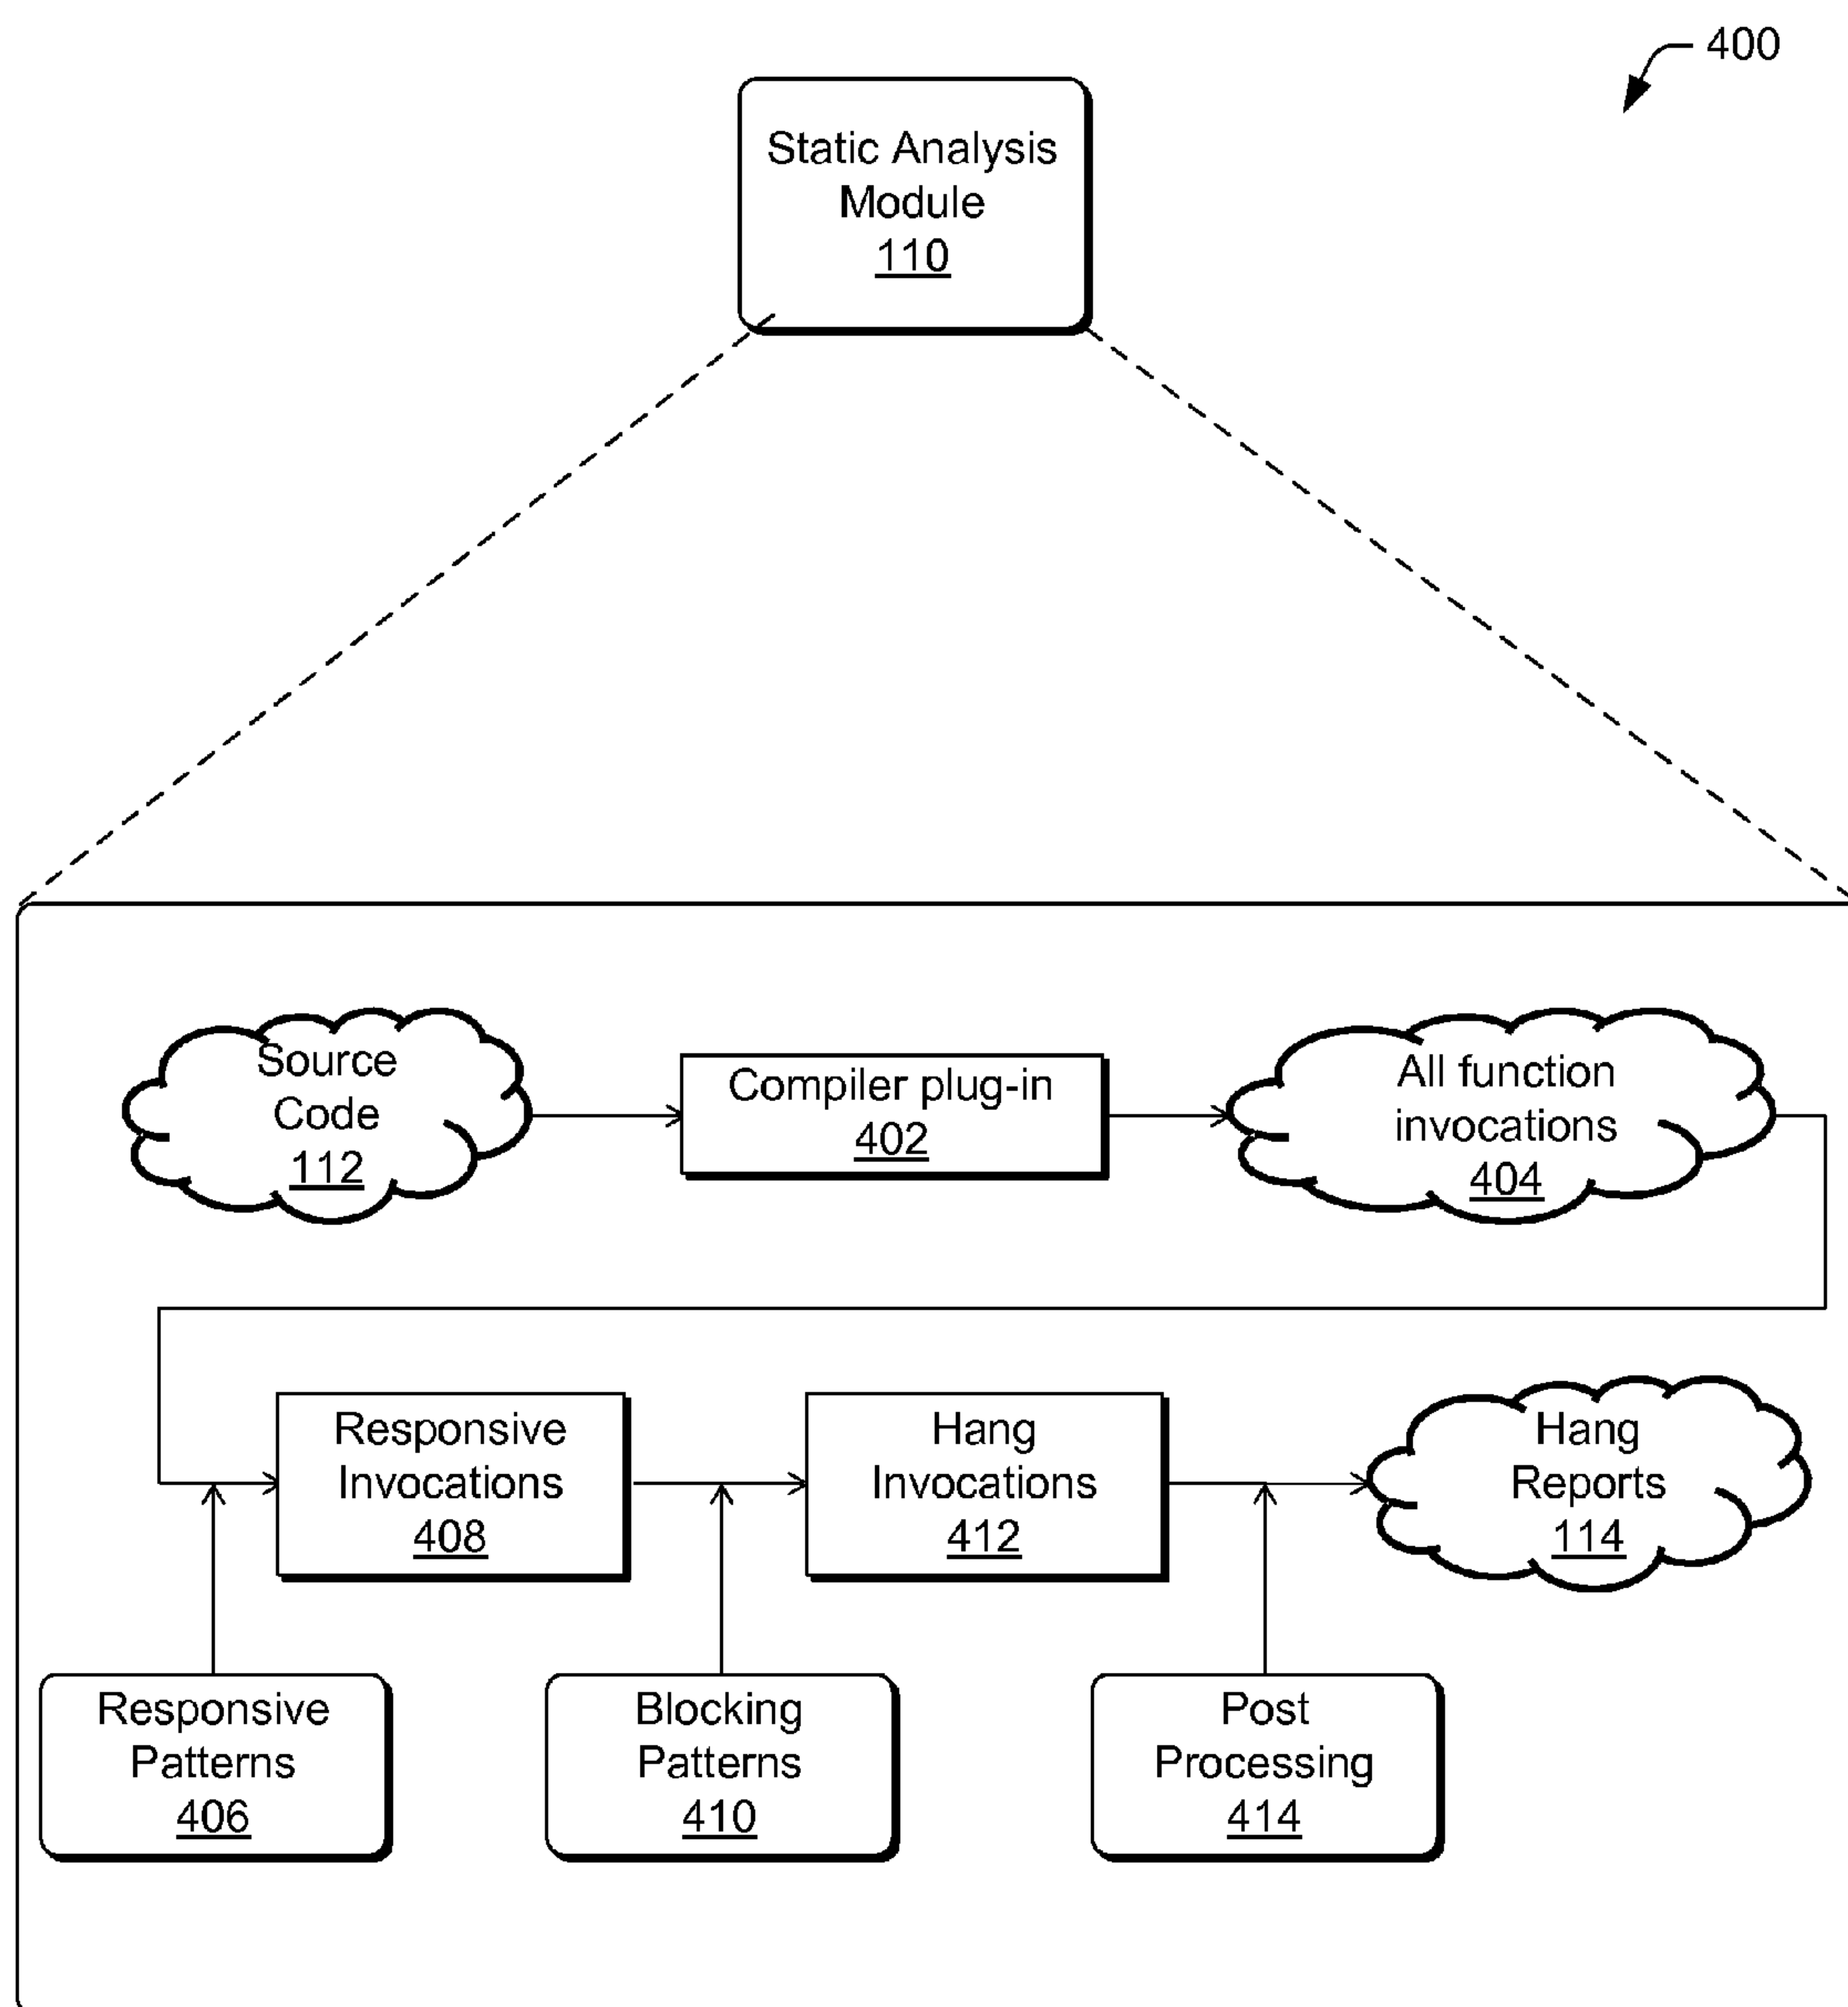 400
Static Analysis
Module
110
Source
Code
112
Compiler plug-in
402
All function
invocations
404
Responsive
Invocations
408
Hang
Invocations
412
Hang
Reports
114
Responsive
Patterns
406
Blocking
Patterns
410
Post
Processing
414